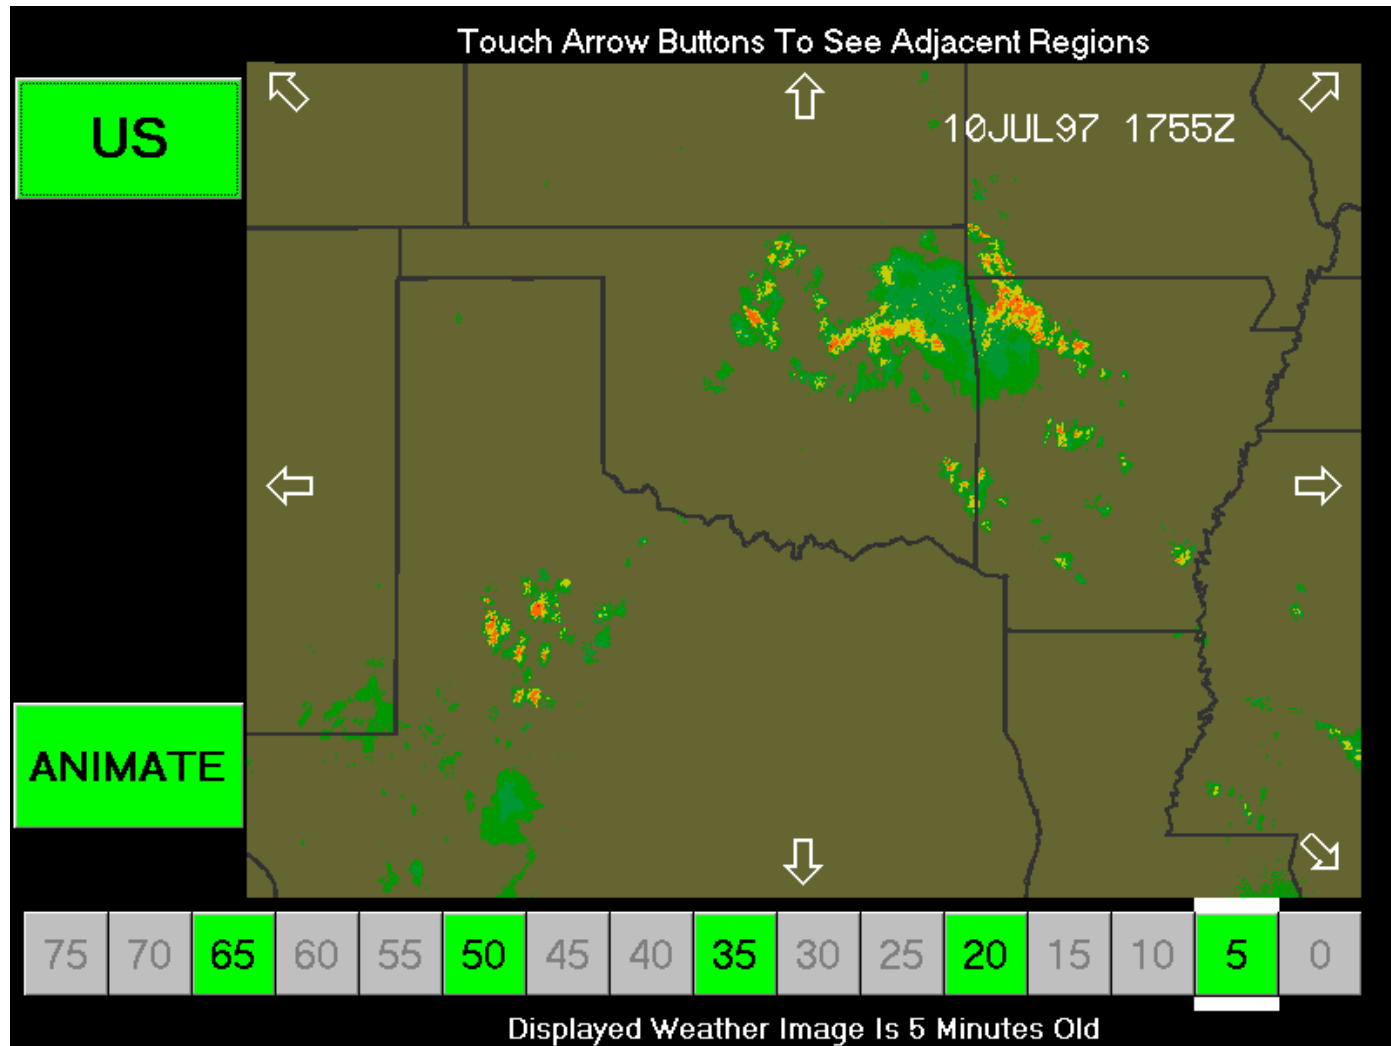 Touch Arrow Buttons To See Adjacent Regions
US
10JUL97 1755Z
ANIMATE
75 70 65 60 55 50 45 40 35 30 25 20 15 10 5 0
Displayed Weather Image Is 5 Minutes Old